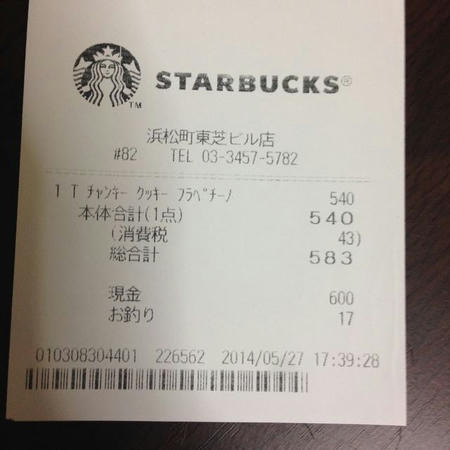 TM
STARBUCKS®
浜松町東芝ビル店
#82 TEL 03-3457-5782
1 T チャンキー クッキー フラペチーノ 540
本体合計(1点) 540
(消費税 43)
総合計 583
現金 600
お釣り 17
010308304401 226562 2014/05/27 17:39:28